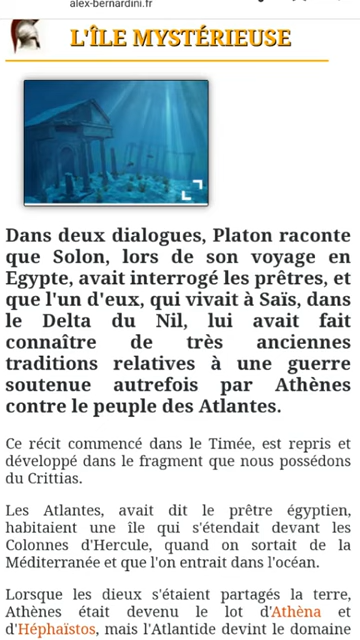 alex-bernardini.fr
L'ÎLE MYSTÉRIEUSE
Dans deux dialogues, Platon raconte
que Solon, lors de son voyage en
Egypte, avait interrogé les prêtres, et
que l'un d'eux, qui vivait à Saïs, dans
le Delta du Nil, lui avait fait
connaître de très anciennes
traditions relatives à une guerre
soutenue autrefois par Athènes
contre le peuple des Atlantes.
Ce récit commencé dans le Timée, est repris et
développé dans le fragment que nous possédons
du Crittias.
Les Atlantes, avait dit le prêtre égyptien,
habitaient une île qui s'étendait devant les
Colonnes d'Hercule, quand on sortait de la
Méditerranée et que l'on entrait dans l'océan.
Lorsque les dieux s'étaient partagés la terre,
Athènes était devenu le lot d'Athèna et
d'Héphaïstos, mais l'Atlantide devint le domaine